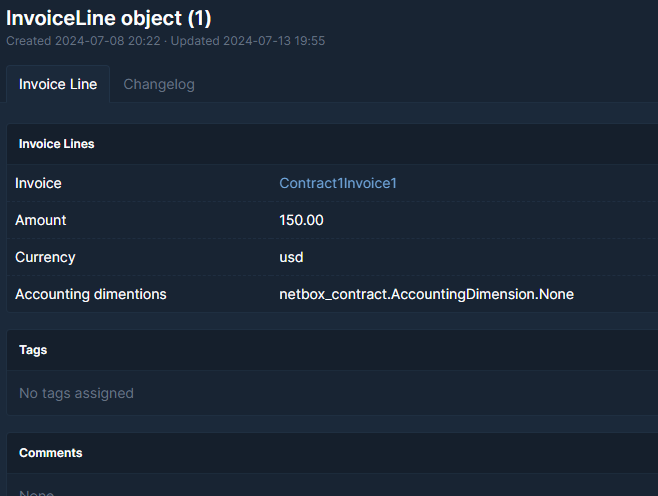 InvoiceLine object (1)
Created 2024-07-08 20:22 · Updated 2024-07-13 19:55
Invoice Line Changelog
Invoice Lines
Invoice Contract1Invoice1
Amount 150.00
Currency usd
Accounting dimentions netbox_contract.AccountingDimension.None
Tags
No tags assigned
Comments
None